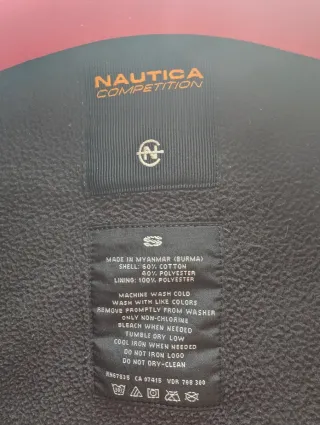 NAUTICA
COMPETITION
N
S
MADE IN MYANMAR (BURMA)
SHELL: 60% COTTON
40% POLYESTER
LINING: 100% POLYESTER
MACHINE WASH COLD
WASH WITH LIKE COLORS
REMOVE PROMPTLY FROM WASHER
ONLY NON-CHLORINE
BLEACH WHEN NEEDED
TUMBLE DRY LOW
COOL IRON WHEN NEEDED
DO NOT IRON LOGO
DO NOT DRY-CLEAN
CA 07415